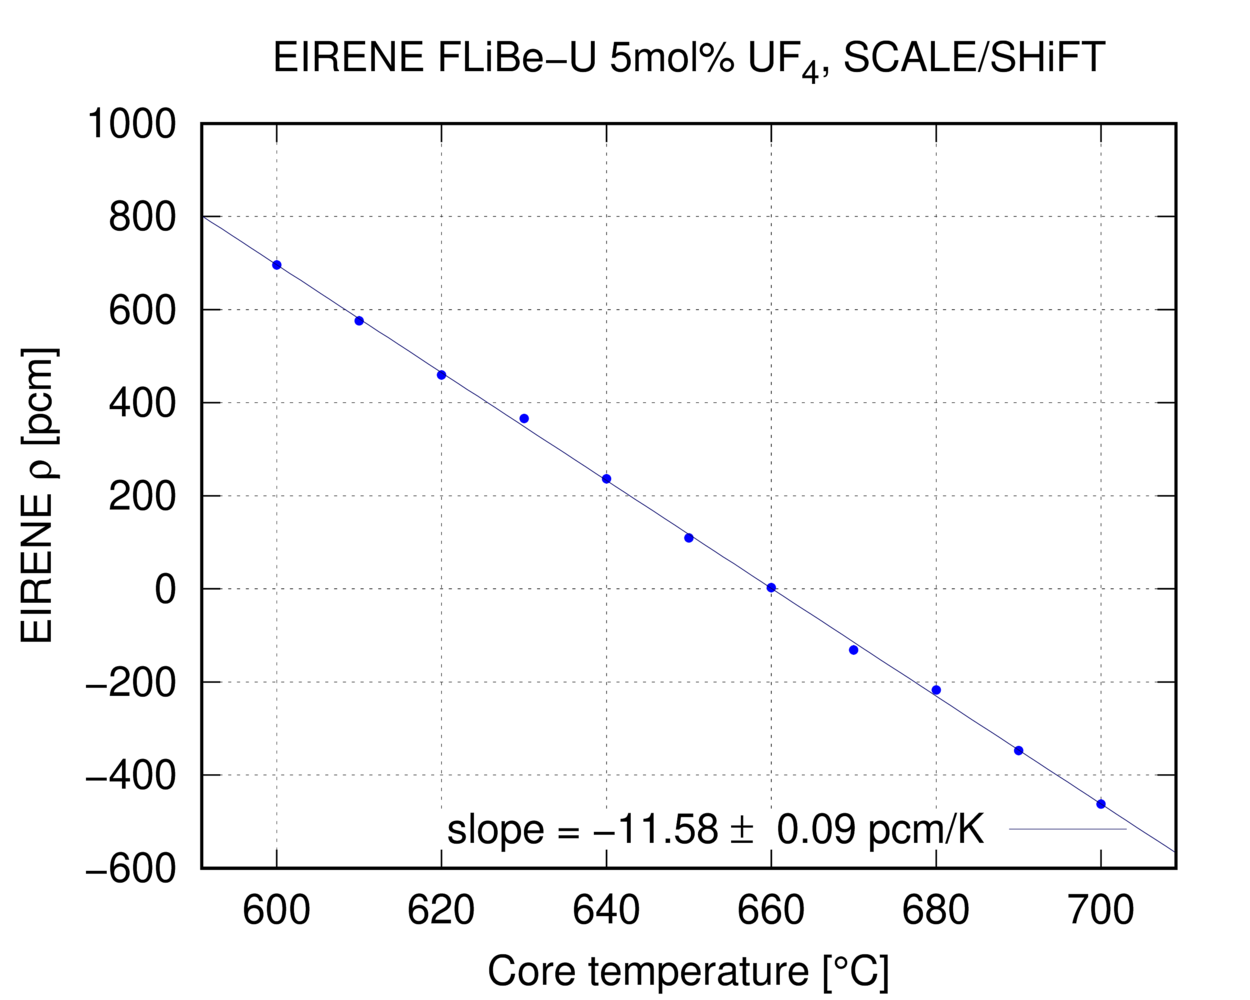 EIRENE FLiBe−U 5mol% UF4, SCALE/SHiFT
1000
800
600
400
200
0
−200
−400
−600
EIRENE ρ [pcm]
slope = −11.58 ± 0.09 pcm/K
600 620 640 660 680 700
Core temperature [°C]